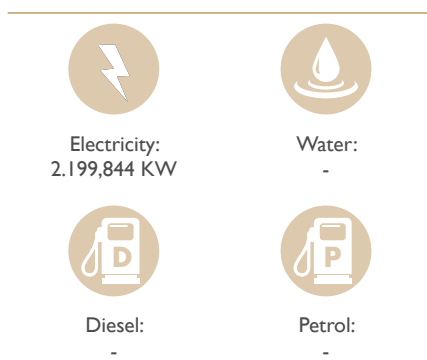 Electricity:
2.199,844 KW
Water:
-
D
P
Diesel:
-
Petrol:
-